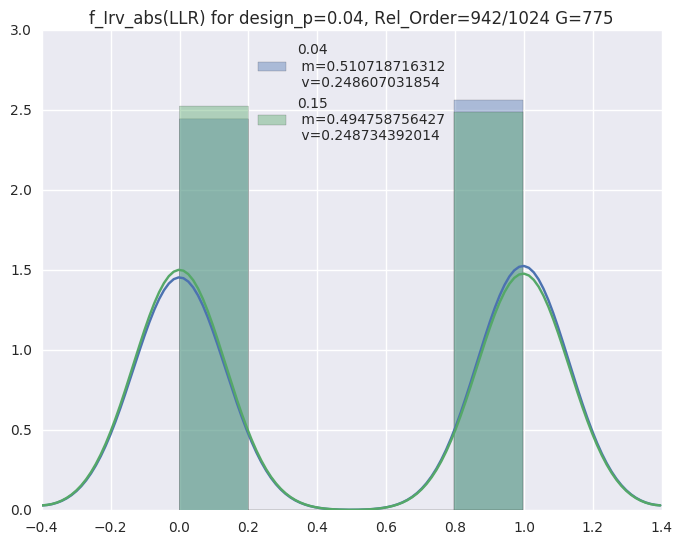 f_Irv_abs(LLR) for design_p=0.04, Rel_Order=942/1024 G=775
3.0
2.5
2.0
1.5
1.0
0.5
0.0
0.04
m=0.510718716312
v=0.248607031854
0.15
m=0.494758756427
v=0.248734392014
−0.4 −0.2 0.0 0.2 0.4 0.6 0.8 1.0 1.2 1.4